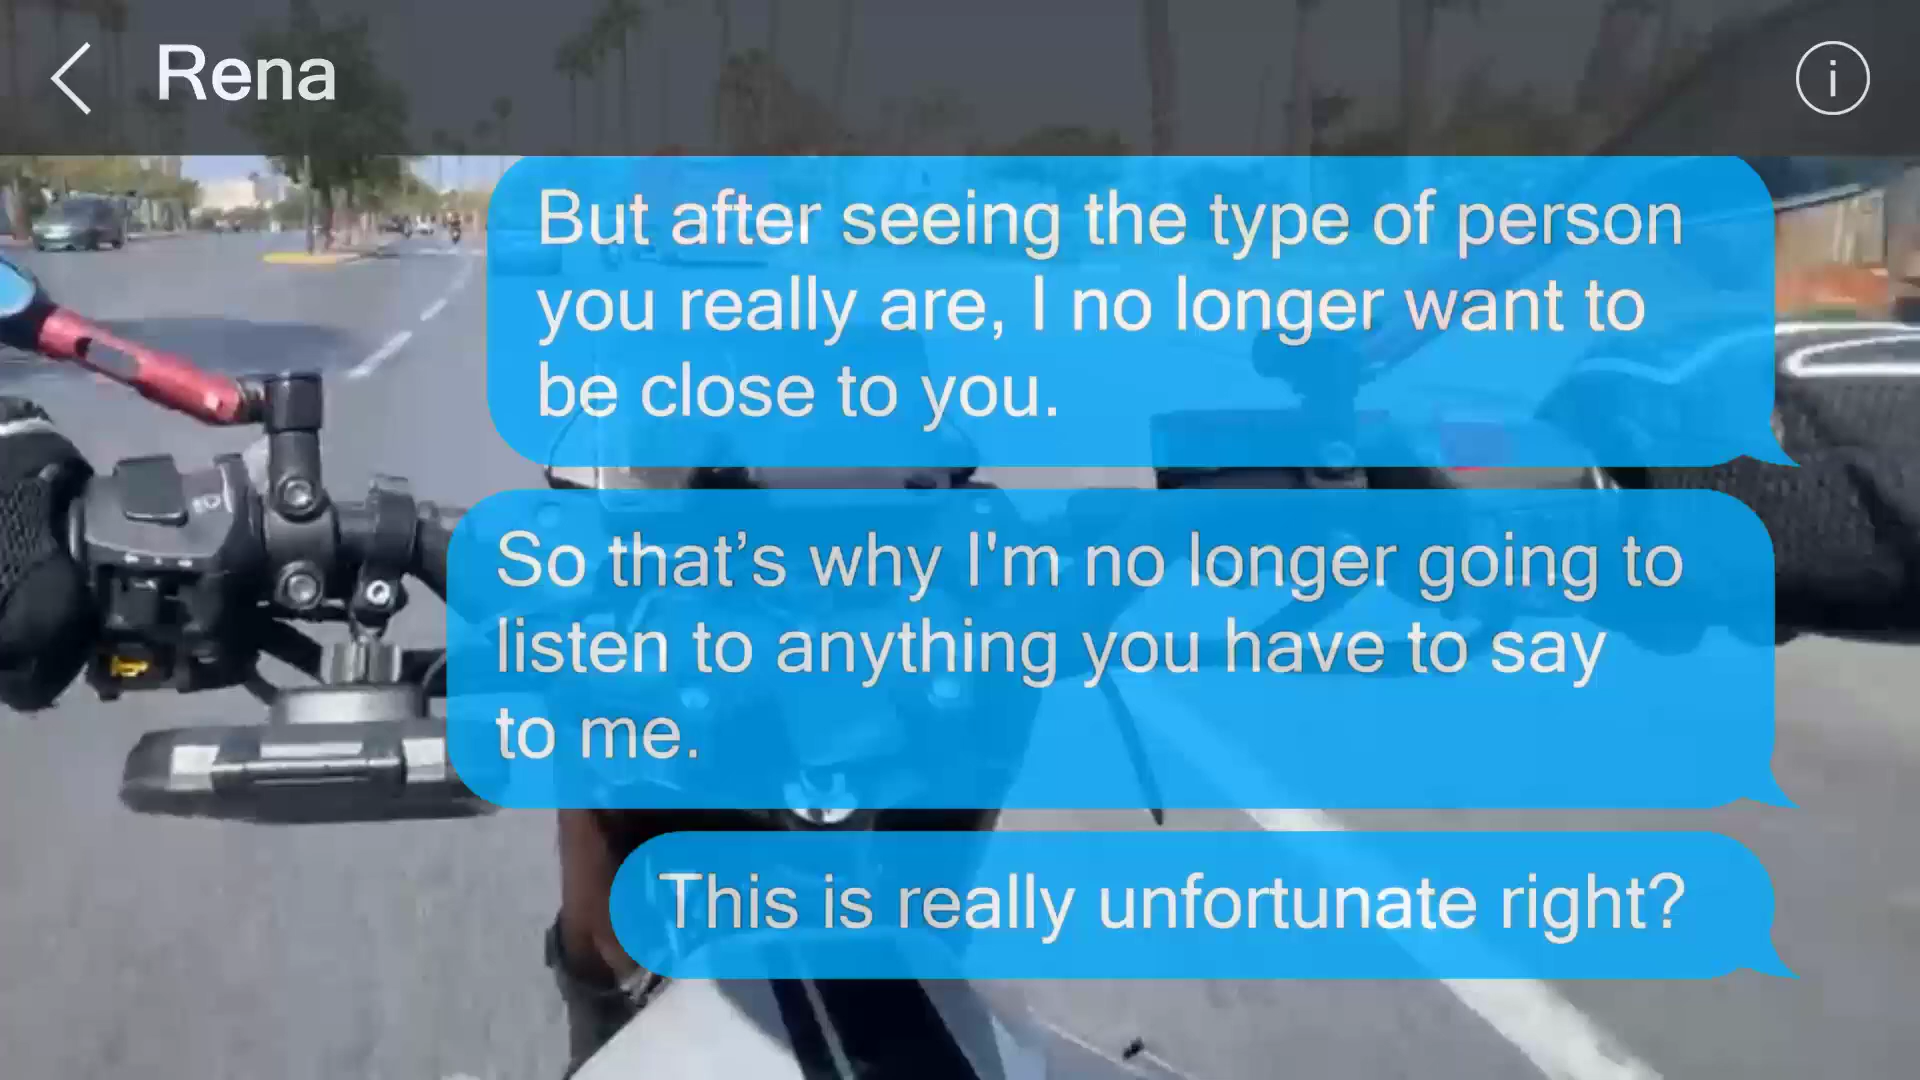 Rena
But after seeing the type of person
you really are, I no longer want to
be close to you.
So that’s why I'm no longer going to
listen to anything you have to say
to me.
This is really unfortunate right?